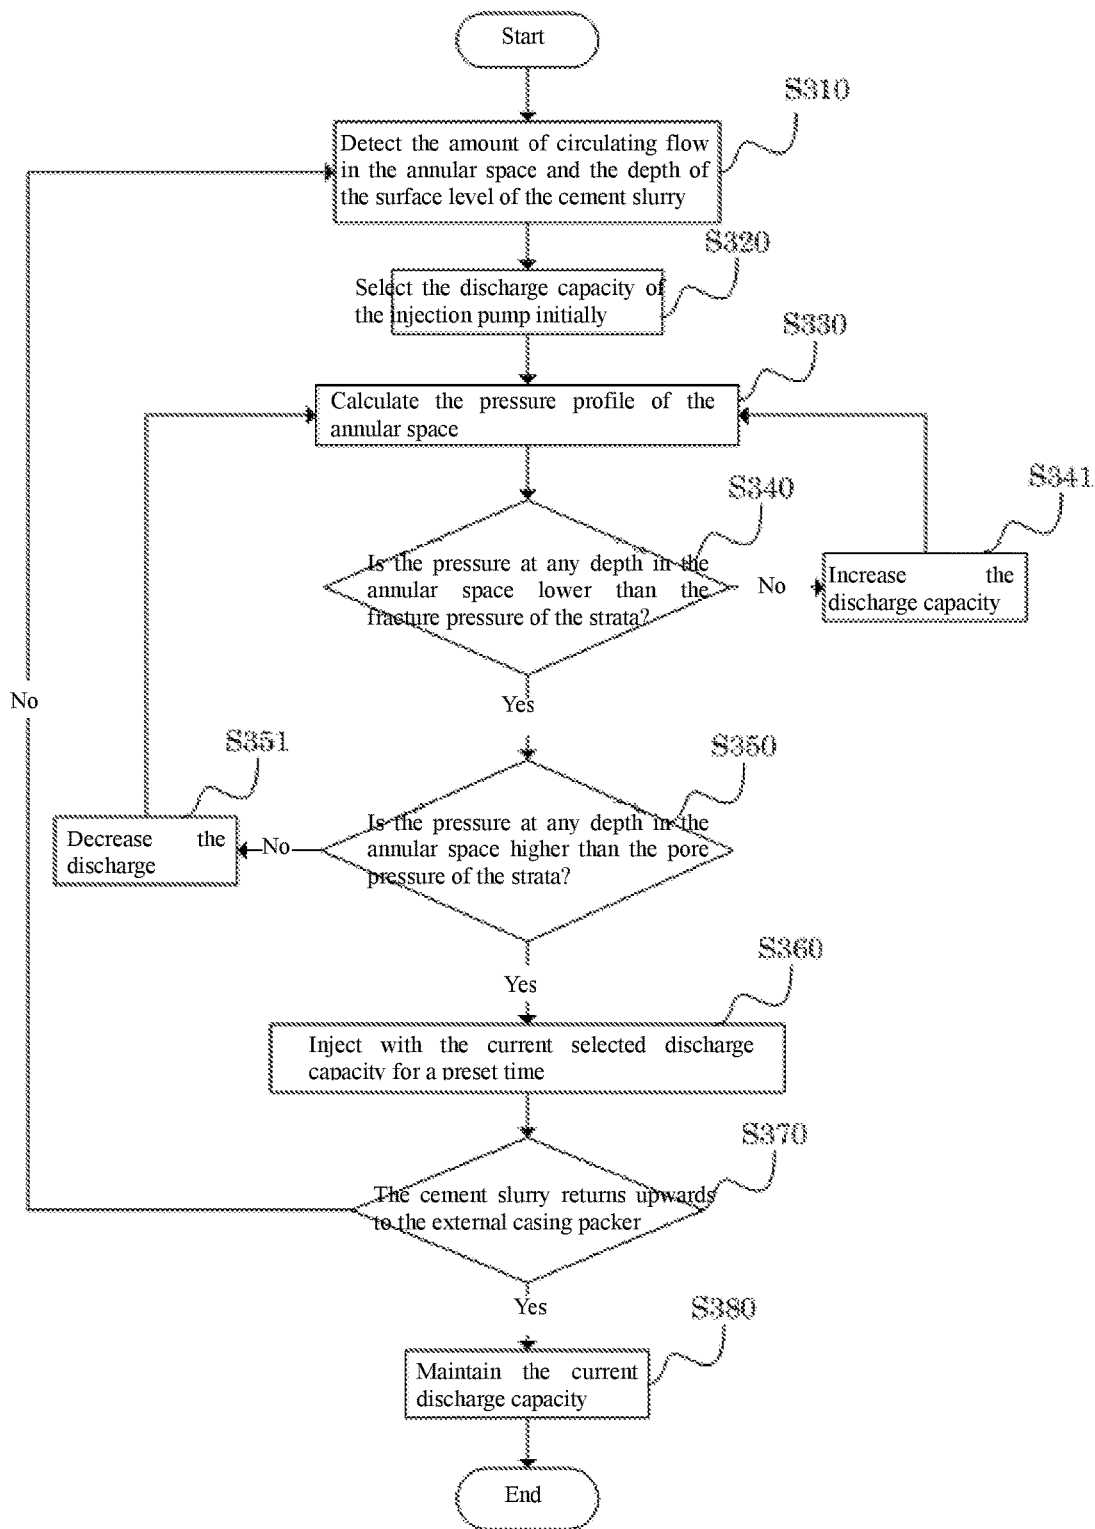 Start
S310
Detect the amount of circulating flow
in the annular space and the depth of
the surface level of the cement slurry
S320
Select the discharge capacity of
the injection pump initially
S330
Calculate the pressure profile of the
annular space
S340
Is the pressure at any depth in the
annular space lower than the
fracture pressure of the strata?
No
S341
Increase the
discharge capacity
Yes
No
S350
Is the pressure at any depth in the
annular space higher than the pore
pressure of the strata?
No
S351
Decrease the
discharge
Yes
S360
Inject with the current selected discharge
capacity for a preset time
S370
The cement slurry returns upwards
to the external casing packer
Yes
S380
Maintain the current
discharge capacity
End